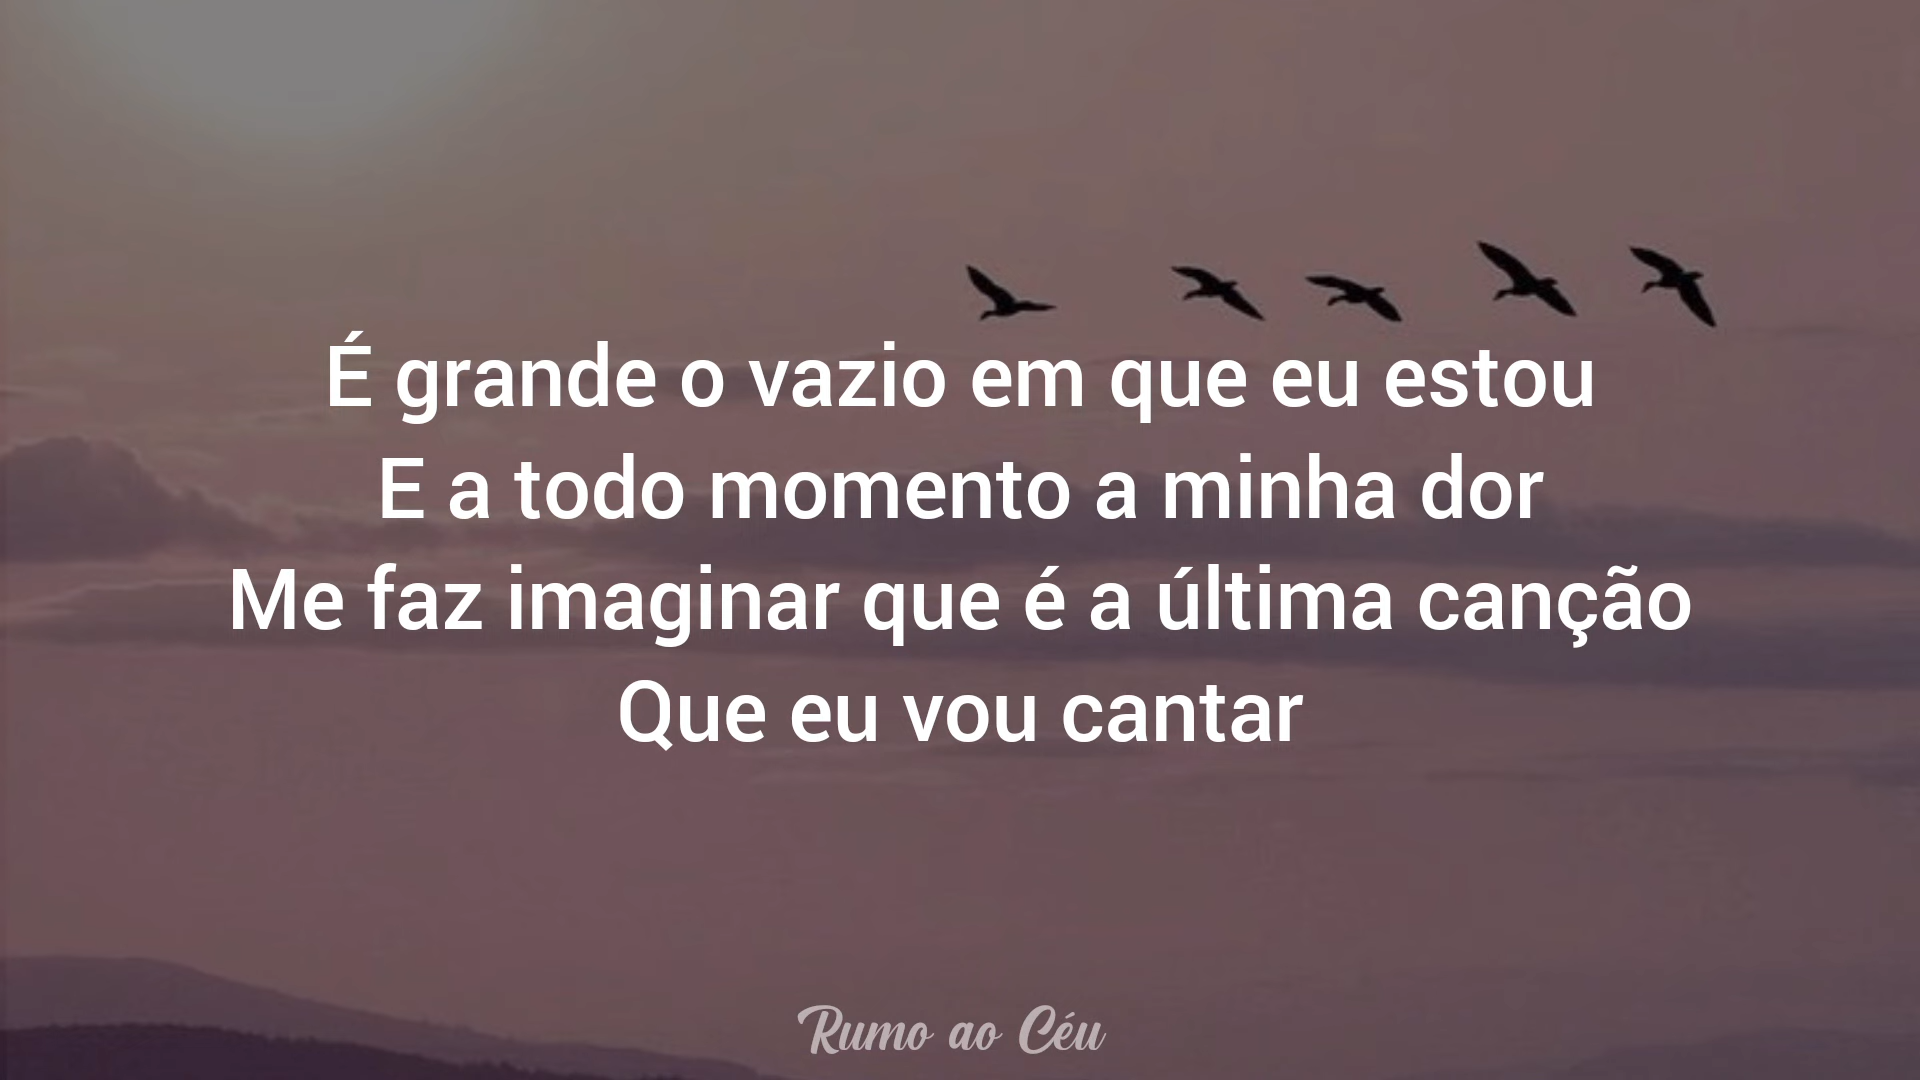 É grande o vazio em que eu estou
E a todo momento a minha dor
Me faz imaginar que é a última canção
Que eu vou cantar
Rumo ao Céu